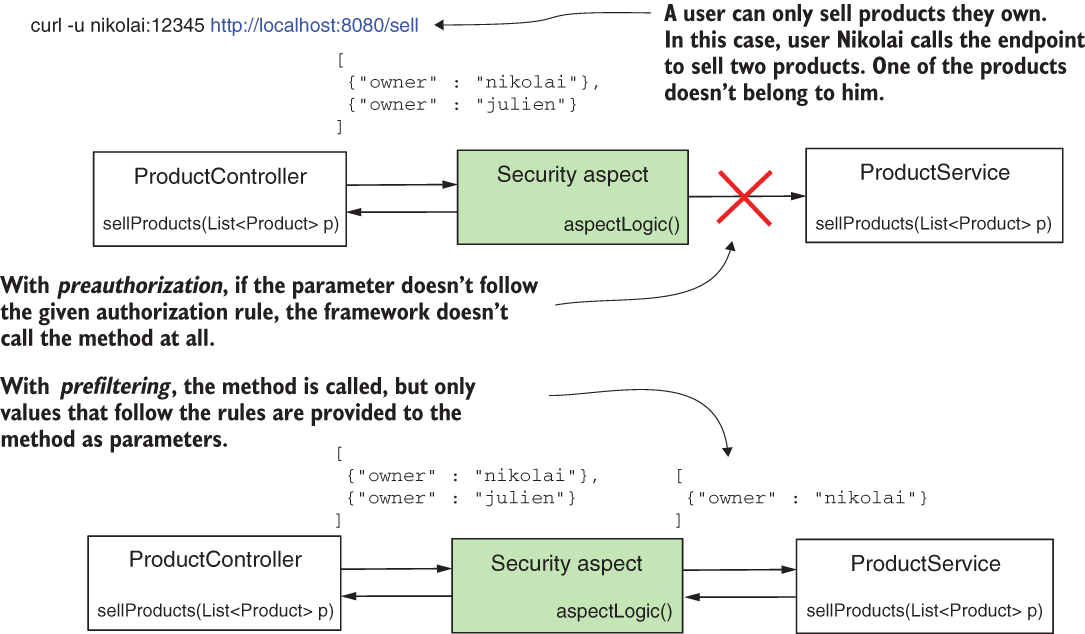 curl -u nikolai:12345 http://localhost:8080/sell
A user can only sell products they own.
In this case, user Nikolai calls the endpoint
to sell two products. One of the products
doesn't belong to him.
[
{"owner" : "nikolai"},
{"owner" : "julien"}
]
ProductController
sellProducts(List<Product> p)
Security aspect
aspectLogic()
ProductService
sellProducts(List<Product> p)
With preauthorization, if the parameter doesn't follow
the given authorization rule, the framework doesn't
call the method at all.
With prefiltering, the method is called, but only
values that follow the rules are provided to the
method as parameters.
[
{"owner" : "nikolai"},
{"owner" : "julien"}
]
[
{"owner" : "nikolai"}
]
ProductController
sellProducts(List<Product> p)
Security aspect
aspectLogic()
ProductService
sellProducts(List<Product> p)